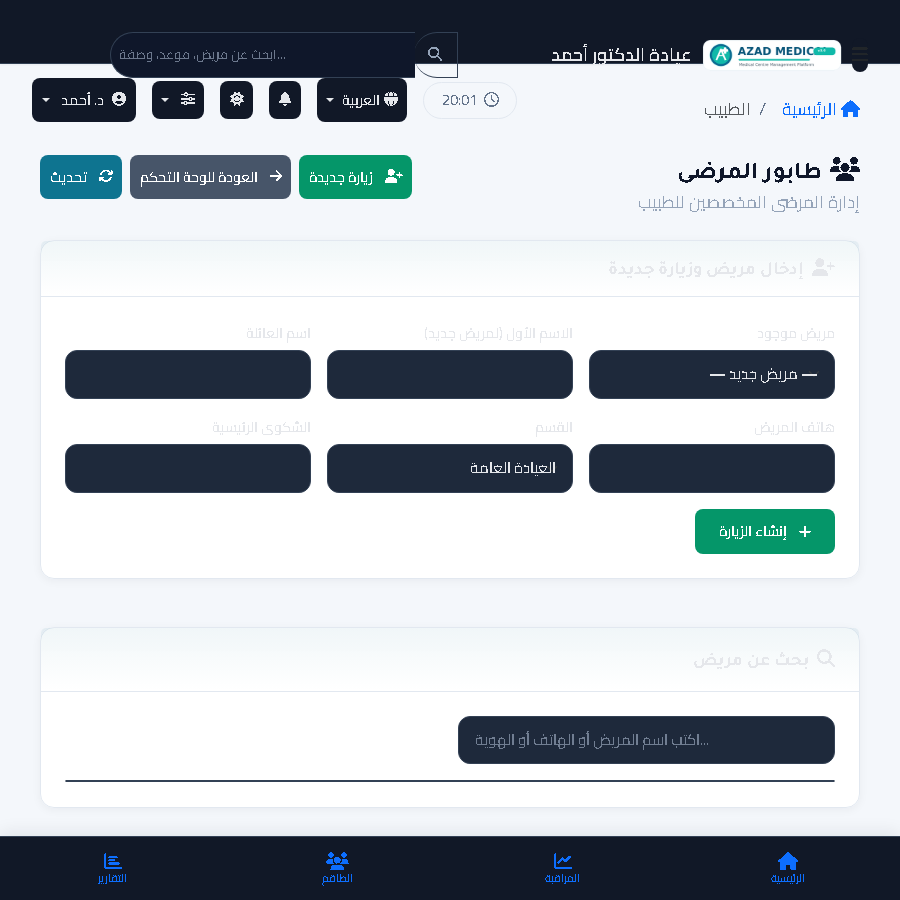 AZAD MEDIC
Medical Centre Management Platform
عيادة الدكتور أحمد
ابحث عن مريض، موعد، وصفة...
الرئيسية / الطبيب
20:01
العربية
د. أحمد
طابور المرضى
إدارة المرضى المخصصين للطبيب
زيارة جديدة
العودة للوحة التحكم
تحديث
إدخال مريض وزيارة جديدة
مريض موجود
الاسم الأول (لمريض جديد)
اسم العائلة
— مريض جديد —
هاتف المريض
القسم
الشكوى الرئيسية
العيادة العامة
إنشاء الزيارة
بحث عن مريض
اكتب اسم المريض أو الهاتف أو الهوية...
الرئيسية
المراقبة
الطاقم
التقارير